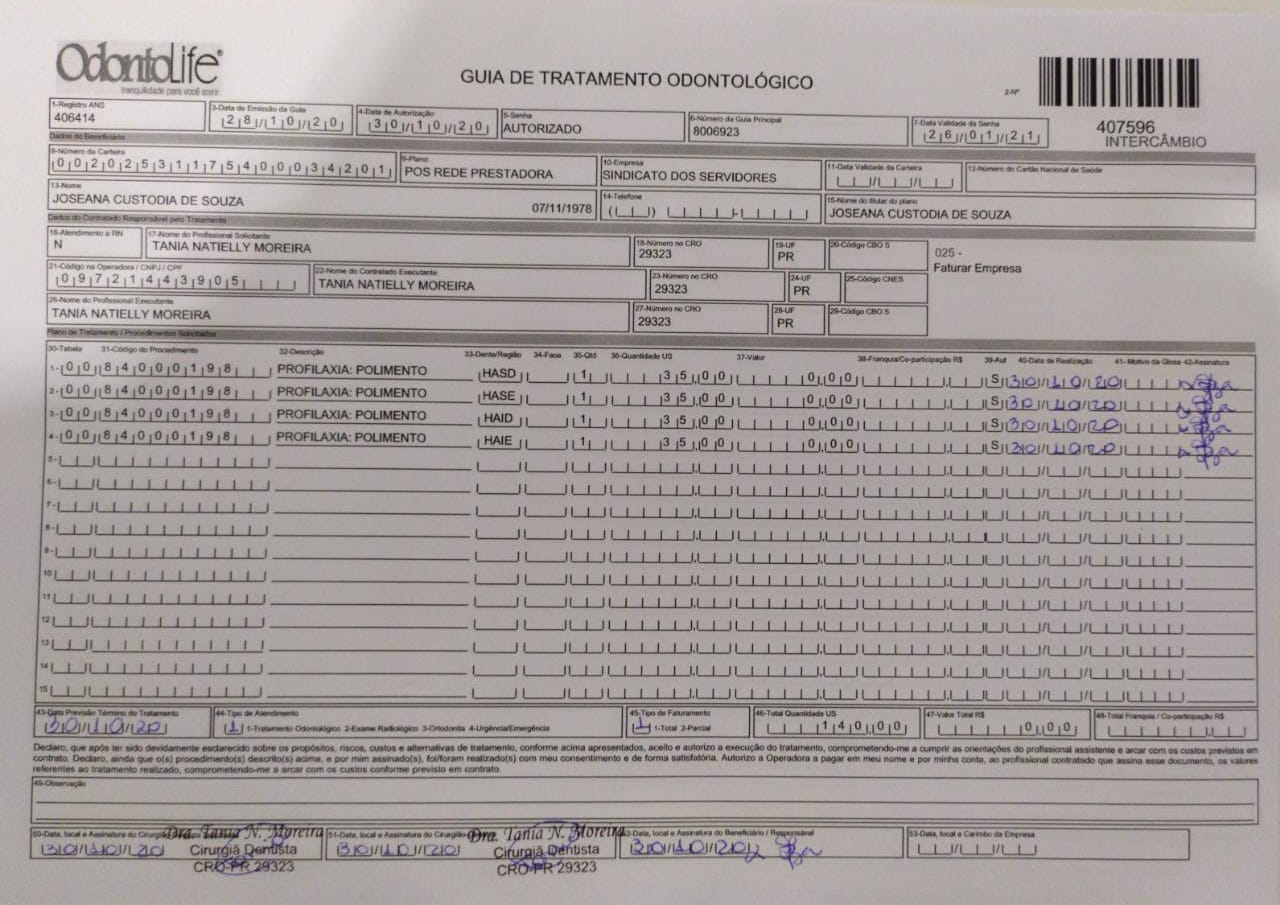 OdontoLife®
tranquilidade para você sorrir
GUIA DE TRATAMENTO ODONTOLÓGICO
2-Nº
407596
INTERCÂMBIO
1-Registro ANS
406414
3-Data de Emissão da Guia
28/10/20
4-Data de Autorização
30/10/20
5-Senha
AUTORIZADO
6-Número da Guia Principal
8006923
7-Data Validade da Senha
26/01/21
Dados do Beneficiário
8-Número da Carteira
00202531175400034201
9-Plano
POS REDE PRESTADORA
10-Empresa
SINDICATO DOS SERVIDORES
11-Data Validade da Carteira
12-Número do Cartão Nacional de Saúde
13-Nome
JOSEANA CUSTODIA DE SOUZA 07/11/1978
14-Telefone
15-Nome do titular do plano
JOSEANA CUSTODIA DE SOUZA
Dados do Contratado Responsável pelo Tratamento
16-Atendimento a RN
N
17-Nome do Profissional Solicitante
TANIA NATIELLY MOREIRA
18-Número no CRO
29323
19-UF
PR
20-Código CBO S
025 -
Faturar Empresa
21-Código na Operadora / CNPJ / CPF
09721443905
22-Nome do Contratado Executante
TANIA NATIELLY MOREIRA
23-Número no CRO
29323
24-UF
PR
25-Código CNES
26-Nome do Profissional Executante
TANIA NATIELLY MOREIRA
27-Número no CRO
29323
28-UF
PR
29-Código CBO S
Plano de Tratamento / Procedimentos Solicitados
30-Tabela 31-Código do Procedimento 32-Descrição 33-Dente/Região 34-Face 35-Qtd 36-Quantidade US 37-Valor 38-Franquia/Co-participação R$ 39-Aut 40-Data de Realização 41- Motivo da Glosa 42-Assinatura
1- 00 84000198 PROFILAXIA: POLIMENTO HASD 1 35,00 0,00 S 30/10/20
2- 00 84000198 PROFILAXIA: POLIMENTO HASE 1 35,00 0,00 S 30/10/20
3- 00 84000198 PROFILAXIA: POLIMENTO HAID 1 35,00 0,00 S 30/10/20
4- 00 84000198 PROFILAXIA: POLIMENTO HAIE 1 35,00 0,00 S 30/10/20
5-
6-
7-
8-
9-
10
11
12
13
14
15
43-Data Previsão Término do Tratamento
30/10/20
44-Tipo de Atendimento
1 1-Tratamento Odontológico 2-Exame Radiológico 3-Ortodontia 4-Urgência/Emergência
45-Tipo de Faturamento
1 1-Total 2-Parcial
46-Total Quantidade US
140,00
47-Valor Total R$
0,00
48-Total Franquia / Co-participação R$
Declaro, que após ter sido devidamente esclarecido sobre os propósitos, riscos, custos e alternativas de tratamento, conforme acima apresentados, aceito e autorizo a execução do tratamento, comprometendo-me a cumprir as orientações do profissional assistente e arcar com os custos previstos em
contrato. Declaro, ainda que o(s) procedimento(s) descrito(s) acima, e por mim assinado(s), foi/foram realizado(s) com meu consentimento e de forma satisfatória. Autorizo a Operadora a pagar em meu nome e por minha conta, ao profissional contratado que assina esse documento, os valores
referentes ao tratamento realizado, comprometendo-me a arcar com os custos conforme previsto em contrato.
49-Observação
50-Data, local e Assinatura do Cirurgião
30/10/20
Dra. Tania N. Moreira
Cirurgiã Dentista
CRO-PR 29323
51-Data, local e Assinatura do Cirurgião
30/10/20
Dra. Tania N. Moreira
Cirurgiã Dentista
CRO-PR 29323
52-Data, local e Assinatura do Beneficiário / Responsável
30/10/20
53-Data, local e Carimbo da Empresa